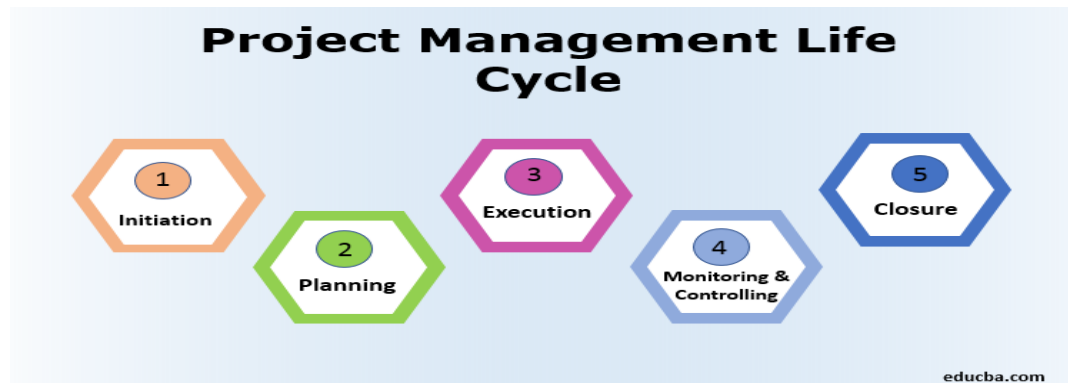 Project Management Life
Cycle
1
Initiation
2
Planning
3
Execution
4
Monitoring &
Controlling
5
Closure
educba.com